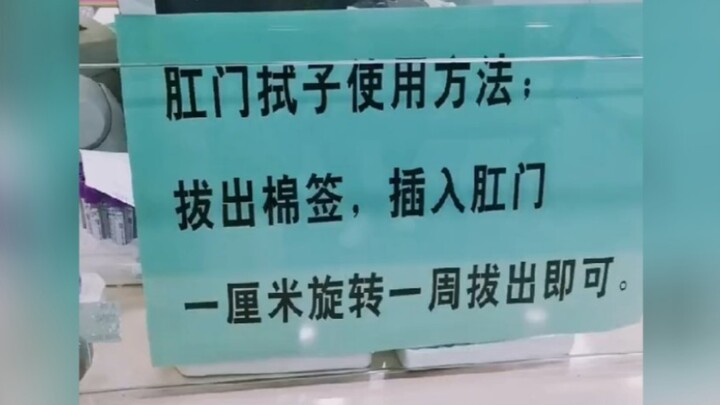 肛门拭子使用方法；
拔出棉签，插入肛门
一厘米旋转一周拔出即可。